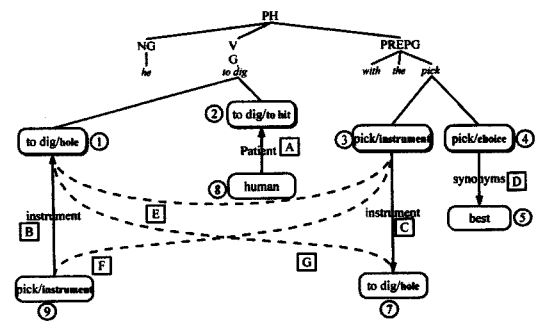 PH
NG V PREPG
G
he to dig with the pick
2 to dig/to hit
to dig/hole 1 3 pick/instrument pick/choice 4
Patient A
synonyms D
8 human
E
instrument instrument
B C best 5
F G
pick/instrument to dig/hole
9 7